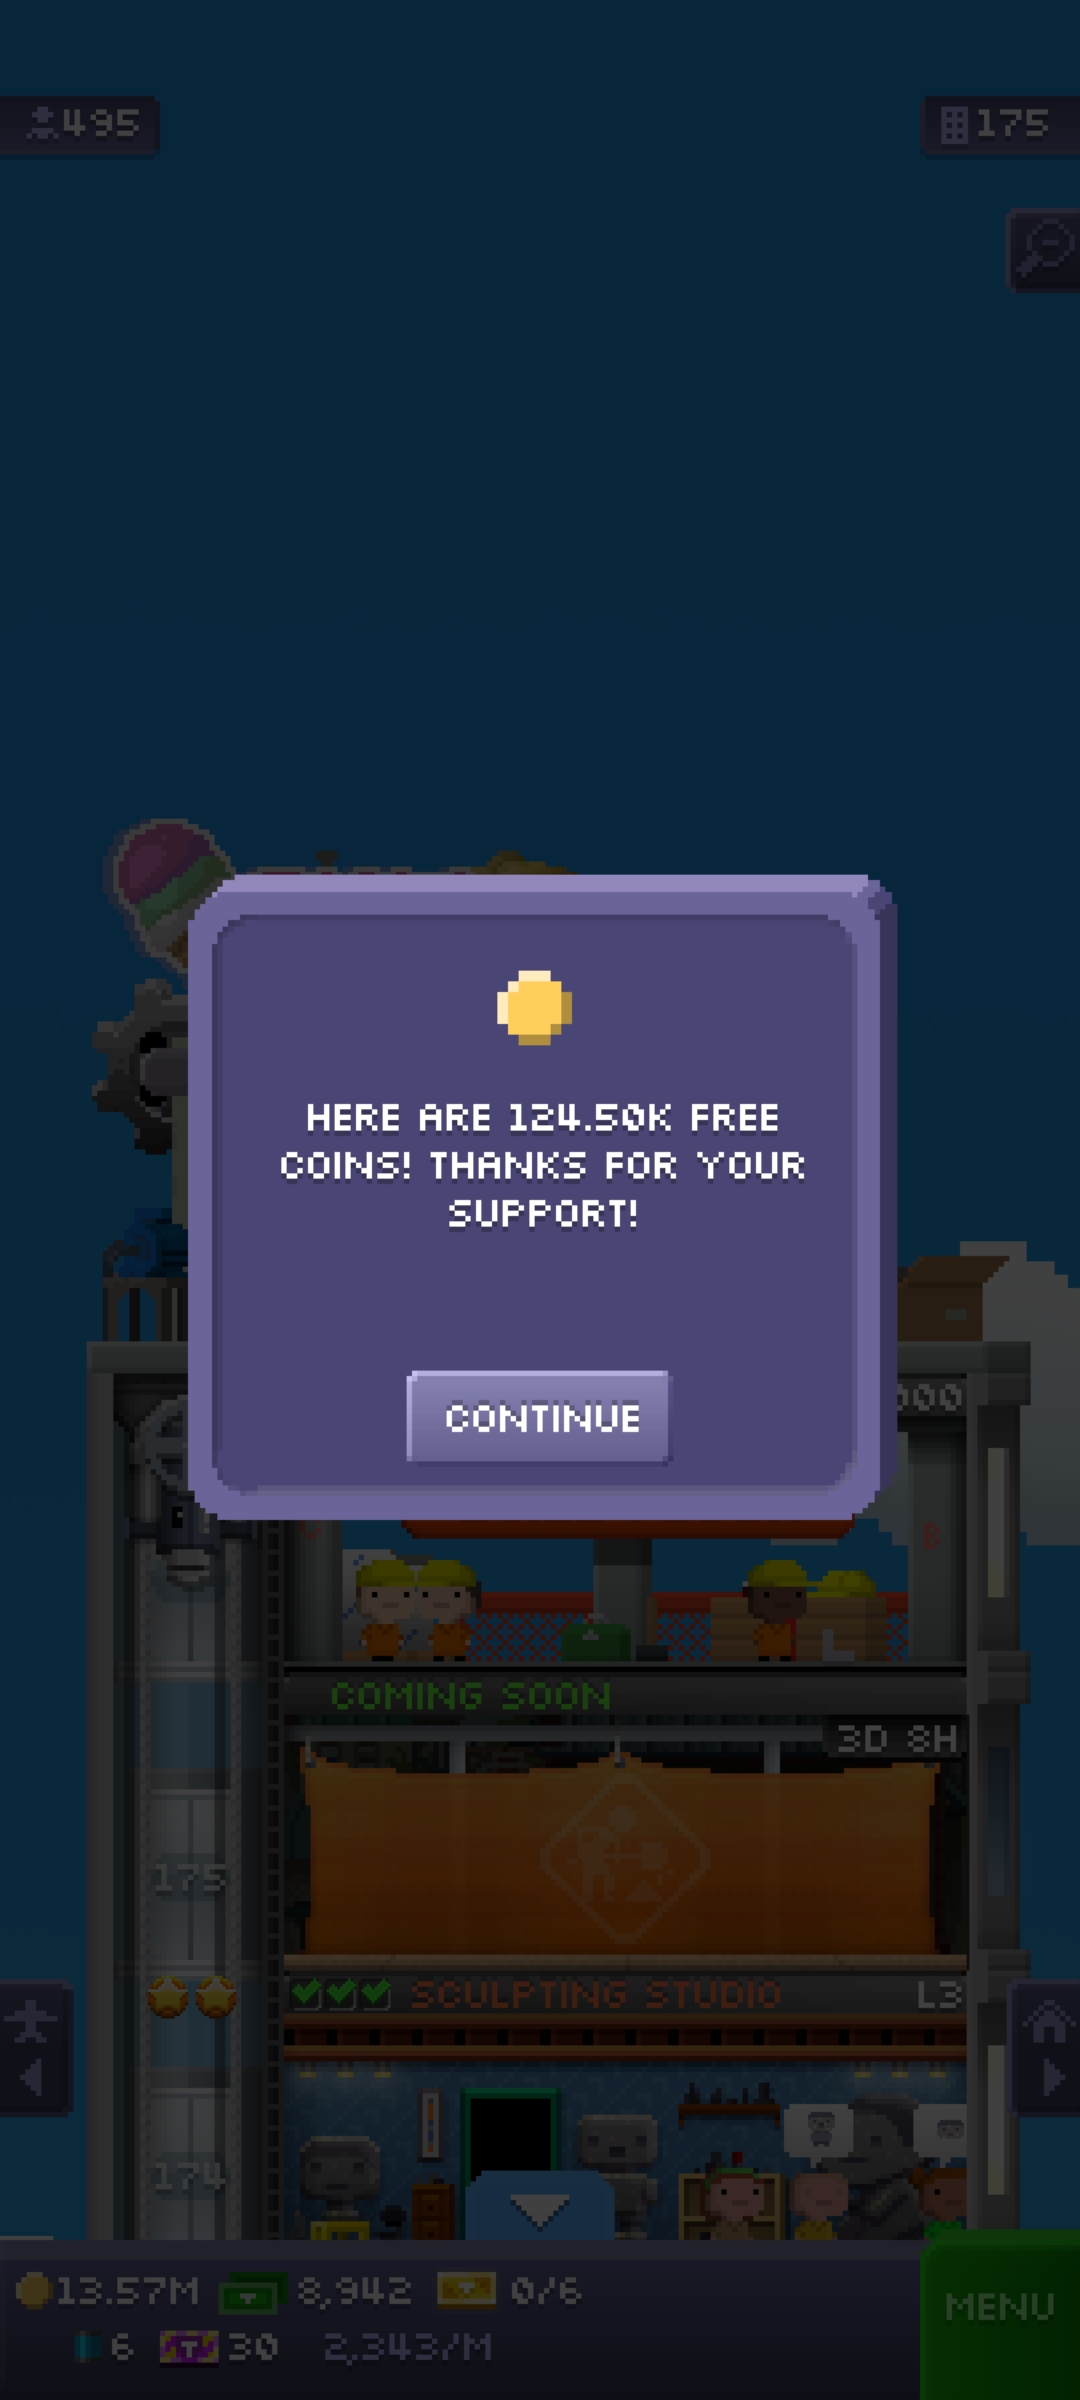 495
175
HERE ARE 124.50K FREE
COINS! THANKS FOR YOUR
SUPPORT!
CONTINUE
COMING SOON
3D 8H
175
SCULPTING STUDIO
L3
174
13.57M
8,942
0/6
MENU
6
T
30
2,343/M